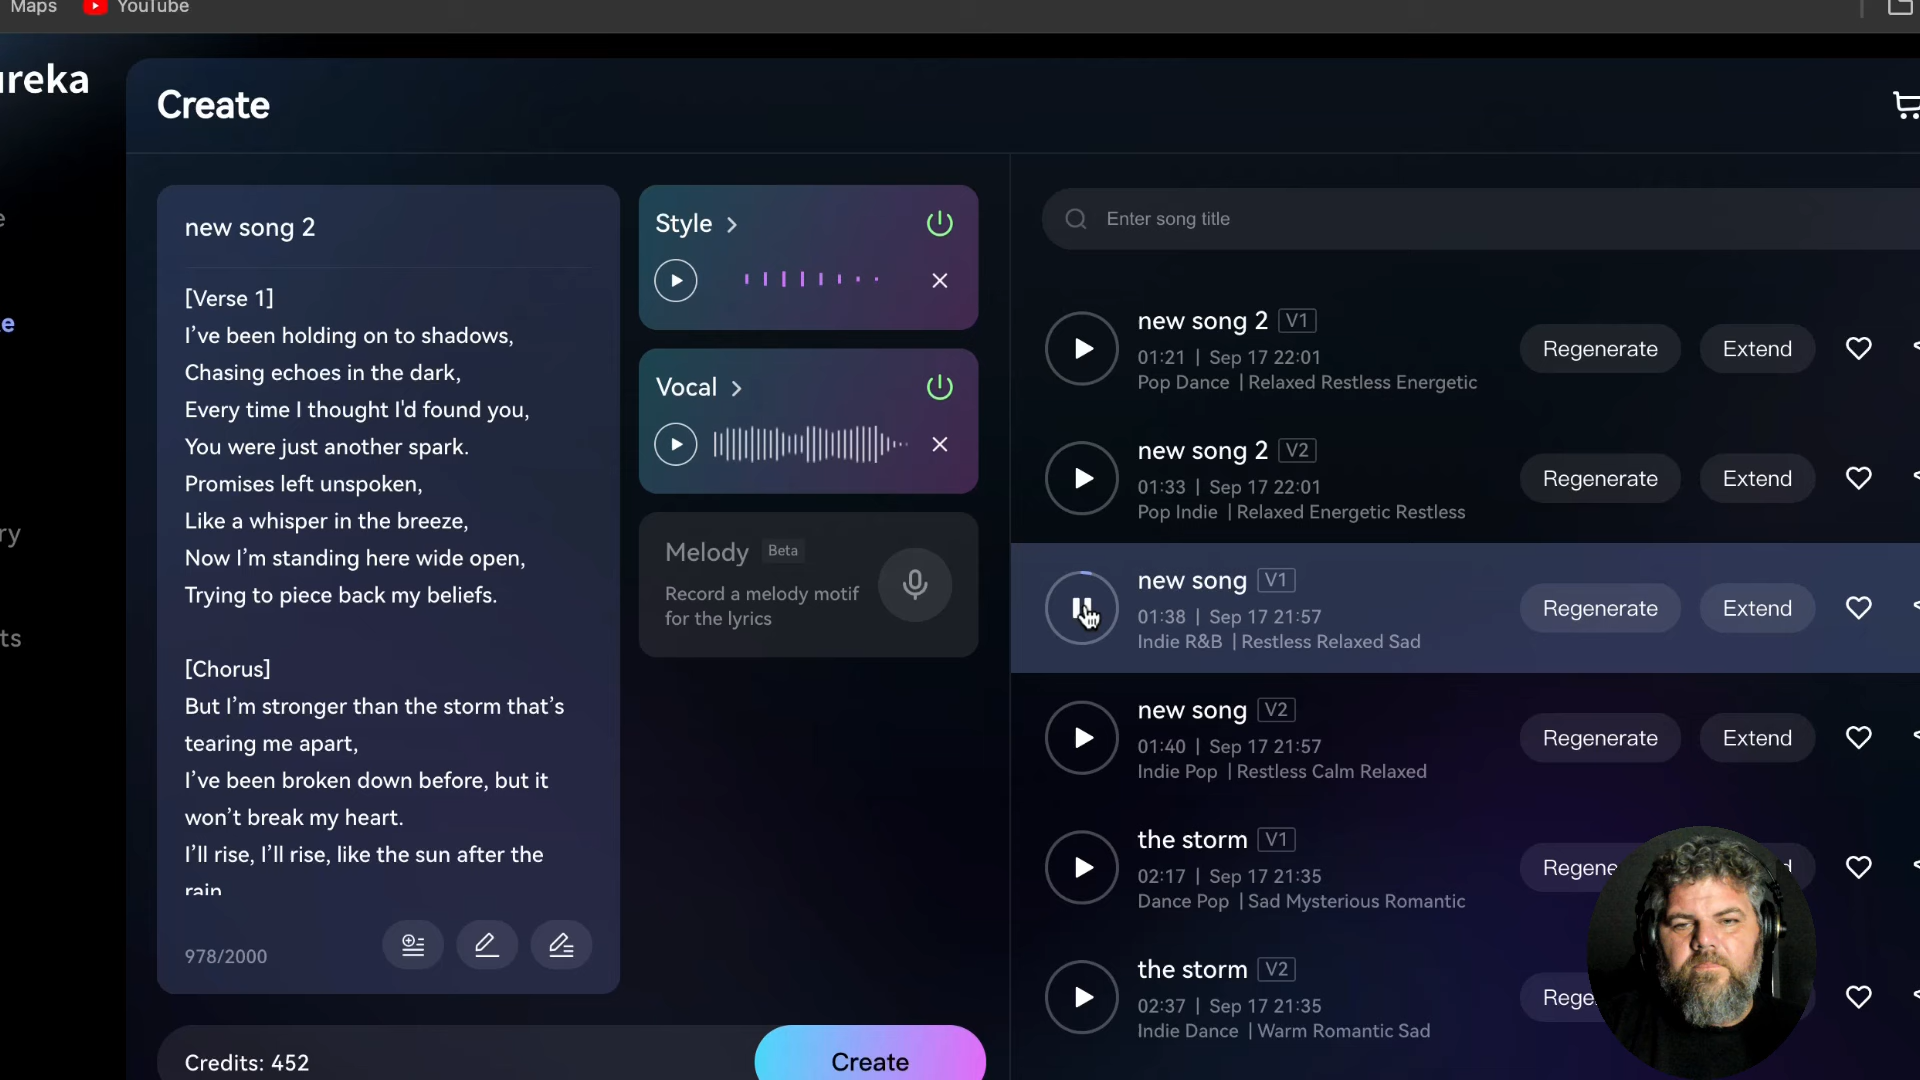 Maps
YouTube
ureka
Create
e
ry
ts
new song 2
[Verse 1]
I’ve been holding on to shadows,
Chasing echoes in the dark,
Every time I thought I'd found you,
You were just another spark.
Promises left unspoken,
Like a whisper in the breeze,
Now I’m standing here wide open,
Trying to piece back my beliefs.
[Chorus]
But I’m stronger than the storm that’s
tearing me apart,
I’ve been broken down before, but it
won’t break my heart.
I’ll rise, I’ll rise, like the sun after the
rain
978/2000
Credits: 452
Create
Style
Vocal
Melody Beta
Record a melody motif
for the lyrics
Enter song title
new song 2 V1
01:21 | Sep 17 22:01
Pop Dance | Relaxed Restless Energetic
Regenerate Extend
new song 2 V2
01:33 | Sep 17 22:01
Pop Indie | Relaxed Energetic Restless
Regenerate Extend
new song V1
01:38 | Sep 17 21:57
Indie R&B | Restless Relaxed Sad
Regenerate Extend
new song V2
01:40 | Sep 17 21:57
Indie Pop | Restless Calm Relaxed
Regenerate Extend
the storm V1
02:17 | Sep 17 21:35
Dance Pop | Sad Mysterious Romantic
Regene d
the storm V2
02:37 | Sep 17 21:35
Indie Dance | Warm Romantic Sad
Rege